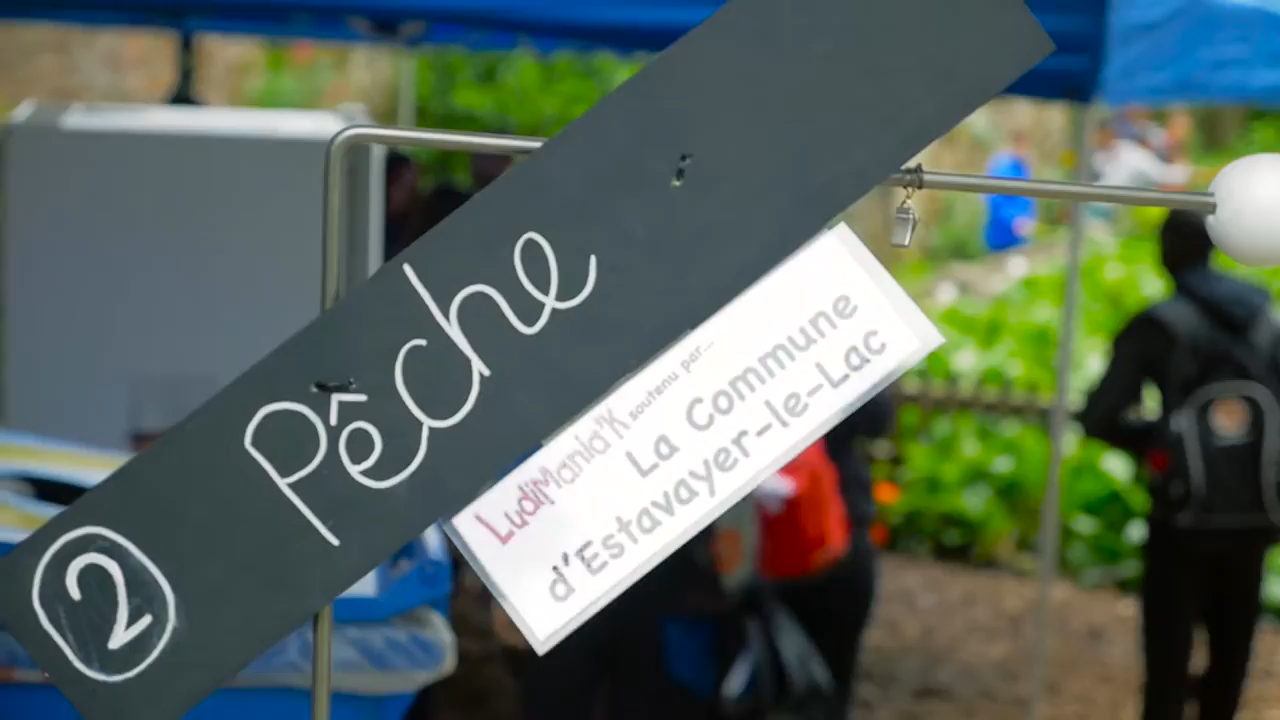 2 Pêche
LudiMania'K soutenu par...
La Commune
d'Estavayer-le-Lac